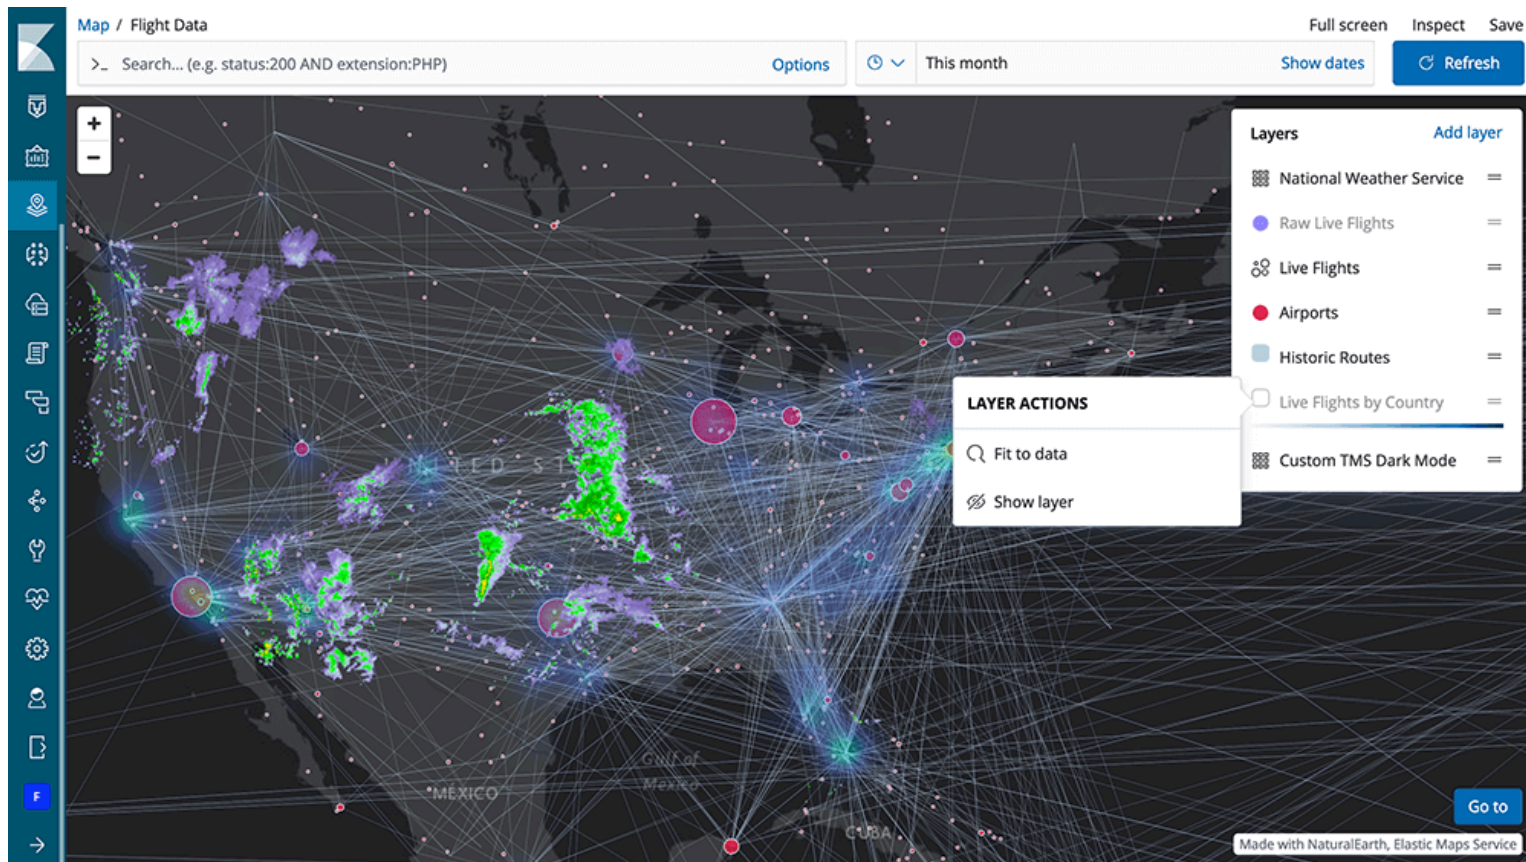 Map / Flight Data
Full screen Inspect Save
>_ Search... (e.g. status:200 AND extension:PHP) Options
This month Show dates
Refresh
+
−
Layers Add layer
National Weather Service
Raw Live Flights
Live Flights
Airports
Historic Routes
Live Flights by Country
Custom TMS Dark Mode
LAYER ACTIONS
Fit to data
Show layer
UNITED S
Gulf of
Mexico
MÉXICO
CUBA
F
Go to
Made with NaturalEarth, Elastic Maps Service